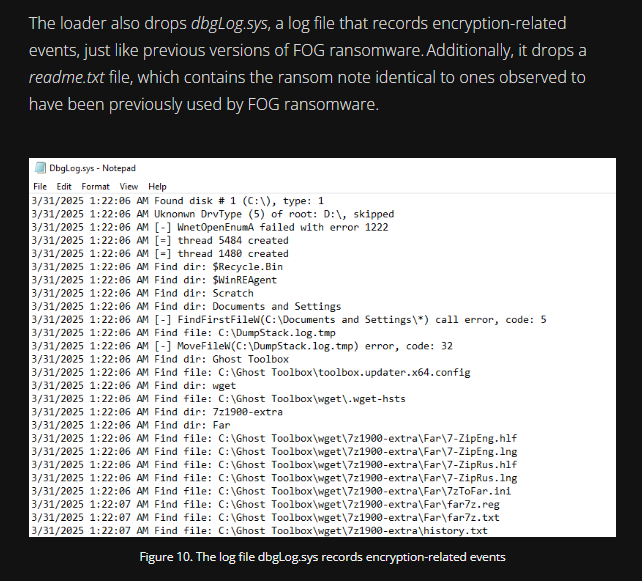 The loader also drops dbgLog.sys, a log file that records encryption-related
events, just like previous versions of FOG ransomware. Additionally, it drops a
readme.txt file, which contains the ransom note identical to ones observed to
have been previously used by FOG ransomware.
DbgLog.sys - Notepad
File Edit Format View Help
3/31/2025 1:22:06 AM Found disk # 1 (C:\), type: 1
3/31/2025 1:22:06 AM Uknonwn DrvType (5) of root: D:\, skipped
3/31/2025 1:22:06 AM [-] WnetOpenEnumA failed with error 1222
3/31/2025 1:22:06 AM [=] thread 5484 created
3/31/2025 1:22:06 AM [=] thread 1480 created
3/31/2025 1:22:06 AM Find dir: $Recycle.Bin
3/31/2025 1:22:06 AM Find dir: $WinREAgent
3/31/2025 1:22:06 AM Find dir: Scratch
3/31/2025 1:22:06 AM Find dir: Documents and Settings
3/31/2025 1:22:06 AM [-] FindFirstFileW(C:\Documents and Settings\*) call error, code: 5
3/31/2025 1:22:06 AM Find file: C:\DumpStack.log.tmp
3/31/2025 1:22:06 AM [-] MoveFileW(C:\DumpStack.log.tmp) error, code: 32
3/31/2025 1:22:06 AM Find dir: Ghost Toolbox
3/31/2025 1:22:06 AM Find file: C:\Ghost Toolbox\toolbox.updater.x64.config
3/31/2025 1:22:06 AM Find dir: wget
3/31/2025 1:22:06 AM Find file: C:\Ghost Toolbox\wget\.wget-hsts
3/31/2025 1:22:06 AM Find dir: 7z1900-extra
3/31/2025 1:22:06 AM Find dir: Far
3/31/2025 1:22:06 AM Find file: C:\Ghost Toolbox\wget\7z1900-extra\Far\7-ZipEng.hlf
3/31/2025 1:22:06 AM Find file: C:\Ghost Toolbox\wget\7z1900-extra\Far\7-ZipEng.lng
3/31/2025 1:22:06 AM Find file: C:\Ghost Toolbox\wget\7z1900-extra\Far\7-ZipRus.hlf
3/31/2025 1:22:06 AM Find file: C:\Ghost Toolbox\wget\7z1900-extra\Far\7-ZipRus.lng
3/31/2025 1:22:06 AM Find file: C:\Ghost Toolbox\wget\7z1900-extra\Far\7zToFar.ini
3/31/2025 1:22:07 AM Find file: C:\Ghost Toolbox\wget\7z1900-extra\Far\far7z.reg
3/31/2025 1:22:07 AM Find file: C:\Ghost Toolbox\wget\7z1900-extra\Far\far7z.txt
3/31/2025 1:22:07 AM Find file: C:\Ghost Toolbox\wget\7z1900-extra\history.txt
Figure 10. The log file dbgLog.sys records encryption-related events